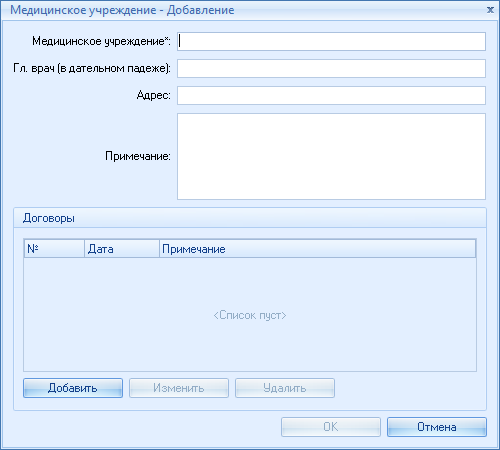 Медицинское учреждение - Добавление
Медицинское учреждение*:
Гл. врач (в дательном падеже):
Адрес:
Примечание:
Договоры
№ Дата Примечание
<Список пуст>
Добавить Изменить Удалить
OK Отмена